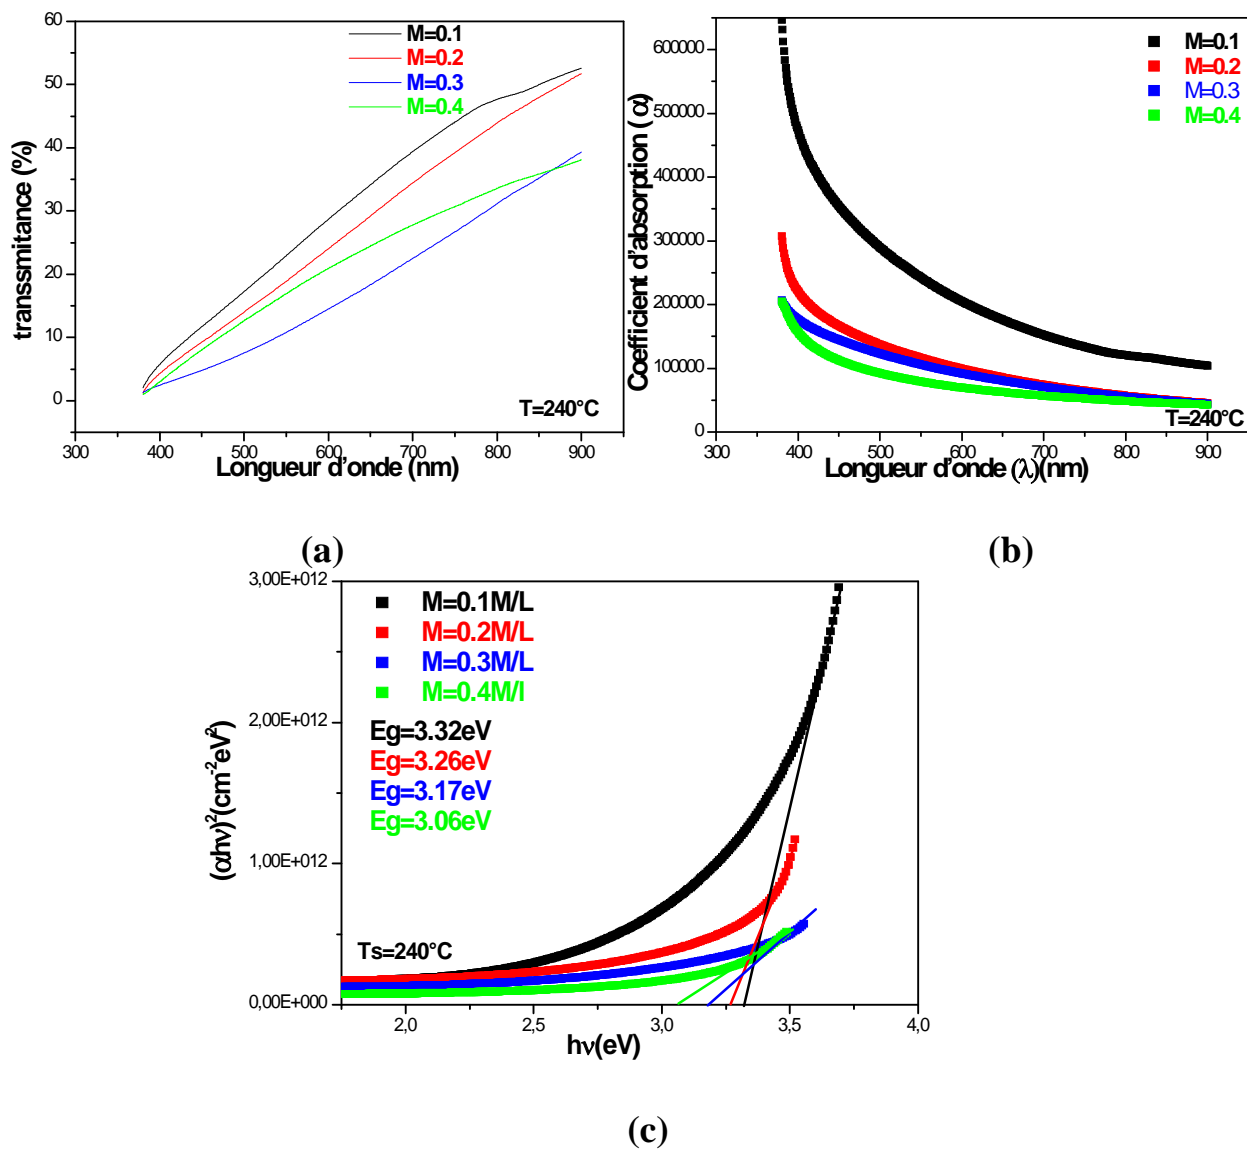 60
50
40
30
20
10
0
transsmitance (%)
M=0.1
M=0.2
M=0.3
M=0.4
T=240°C
300 400 500 600 700 800 900
Longueur d'onde (nm)
(a)
600000
500000
400000
300000
200000
100000
0
Coefficient d'absorption (α)
M=0.1
M=0.2
M=0.3
M=0.4
T=240°C
300 400 500 600 700 800 900
Longueur d'onde (λ)(nm)
(b)
3,00E+012
2,00E+012
1,00E+012
0,00E+000
(αhν)²(cm⁻²eV²)
M=0.1M/L
M=0.2M/L
M=0.3M/L
M=0.4M/l
Eg=3.32eV
Eg=3.26eV
Eg=3.17eV
Eg=3.06eV
Ts=240°C
2,0 2,5 3,0 3,5 4,0
hν(eV)
(c)